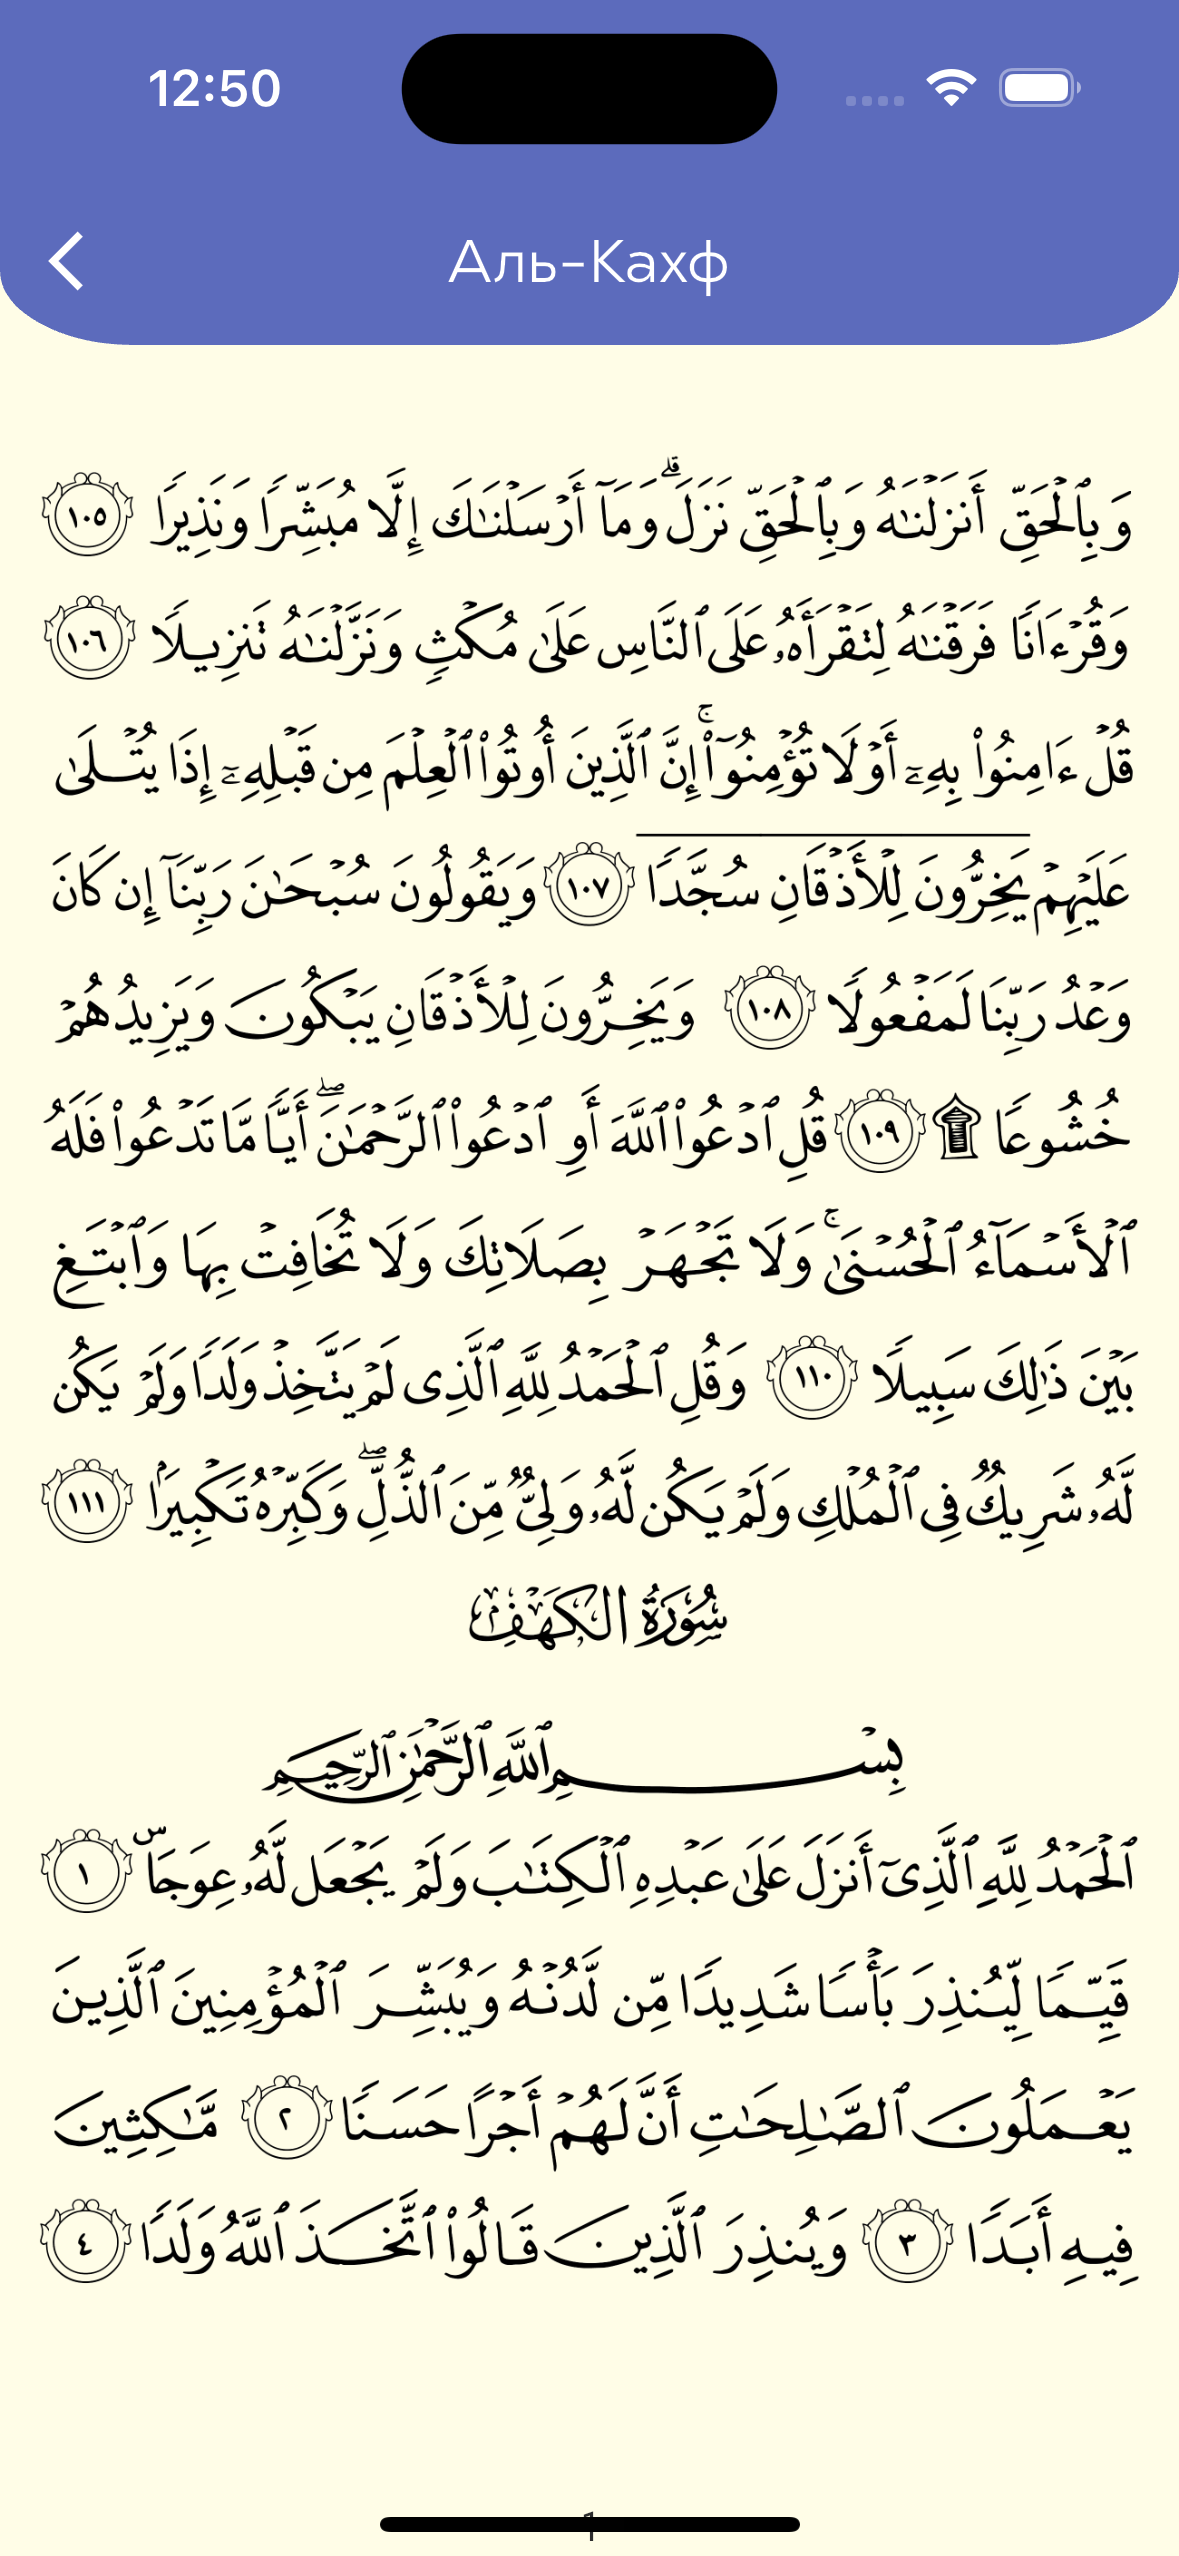 12:50
Аль-Кахф
وَبِٱلْحَقِّ أَنزَلْنَـٰهُ وَبِٱلْحَقِّ نَزَلَ ۗ وَمَآ أَرْسَلْنَـٰكَ إِلَّا مُبَشِّرًا وَنَذِيرًا ١٠٥
وَقُرْءَانًا فَرَقْنَـٰهُ لِتَقْرَأَهُۥ عَلَى ٱلنَّاسِ عَلَىٰ مُكْثٍ وَنَزَّلْنَـٰهُ تَنزِيلًا ١٠٦
قُلْ ءَامِنُوا۟ بِهِۦٓ أَوْ لَا تُؤْمِنُوٓا۟ ۚ إِنَّ ٱلَّذِينَ أُوتُوا۟ ٱلْعِلْمَ مِن قَبْلِهِۦٓ إِذَا يُتْلَىٰ
عَلَيْهِمْ يَخِرُّونَ لِلْأَذْقَانِ سُجَّدًا ١٠٧ وَيَقُولُونَ سُبْحَـٰنَ رَبِّنَآ إِن كَانَ
وَعْدُ رَبِّنَا لَمَفْعُولًا ١٠٨ وَيَخِرُّونَ لِلْأَذْقَانِ يَبْكُونَ وَيَزِيدُهُمْ
خُشُوعًا ۩ ١٠٩ قُلِ ٱدْعُوا۟ ٱللَّهَ أَوِ ٱدْعُوا۟ ٱلرَّحْمَـٰنَ ۖ أَيًّا مَّا تَدْعُوا۟ فَلَهُ
ٱلْأَسْمَآءُ ٱلْحُسْنَىٰ ۚ وَلَا تَجْهَرْ بِصَلَاتِكَ وَلَا تُخَافِتْ بِهَا وَٱبْتَغِ
بَيْنَ ذَٰلِكَ سَبِيلًا ١١٠ وَقُلِ ٱلْحَمْدُ لِلَّهِ ٱلَّذِى لَمْ يَتَّخِذْ وَلَدًا وَلَمْ يَكُن
لَّهُۥ شَرِيكٌ فِى ٱلْمُلْكِ وَلَمْ يَكُن لَّهُۥ وَلِىٌّ مِّنَ ٱلذُّلِّ ۖ وَكَبِّرْهُ تَكْبِيرًۢا ١١١
سُورَةُ الكَهْفِ
بِسْمِ ٱللَّهِ ٱلرَّحْمَـٰنِ ٱلرَّحِيمِ
ٱلْحَمْدُ لِلَّهِ ٱلَّذِىٓ أَنزَلَ عَلَىٰ عَبْدِهِ ٱلْكِتَـٰبَ وَلَمْ يَجْعَل لَّهُۥ عِوَجَاۜ ١
قَيِّمًا لِّيُنذِرَ بَأْسًا شَدِيدًا مِّن لَّدُنْهُ وَيُبَشِّرَ ٱلْمُؤْمِنِينَ ٱلَّذِينَ
يَعْمَلُونَ ٱلصَّـٰلِحَـٰتِ أَنَّ لَهُمْ أَجْرًا حَسَنًا ٢ مَّـٰكِثِينَ
فِيهِ أَبَدًا ٣ وَيُنذِرَ ٱلَّذِينَ قَالُوا۟ ٱتَّخَذَ ٱللَّهُ وَلَدًا ٤